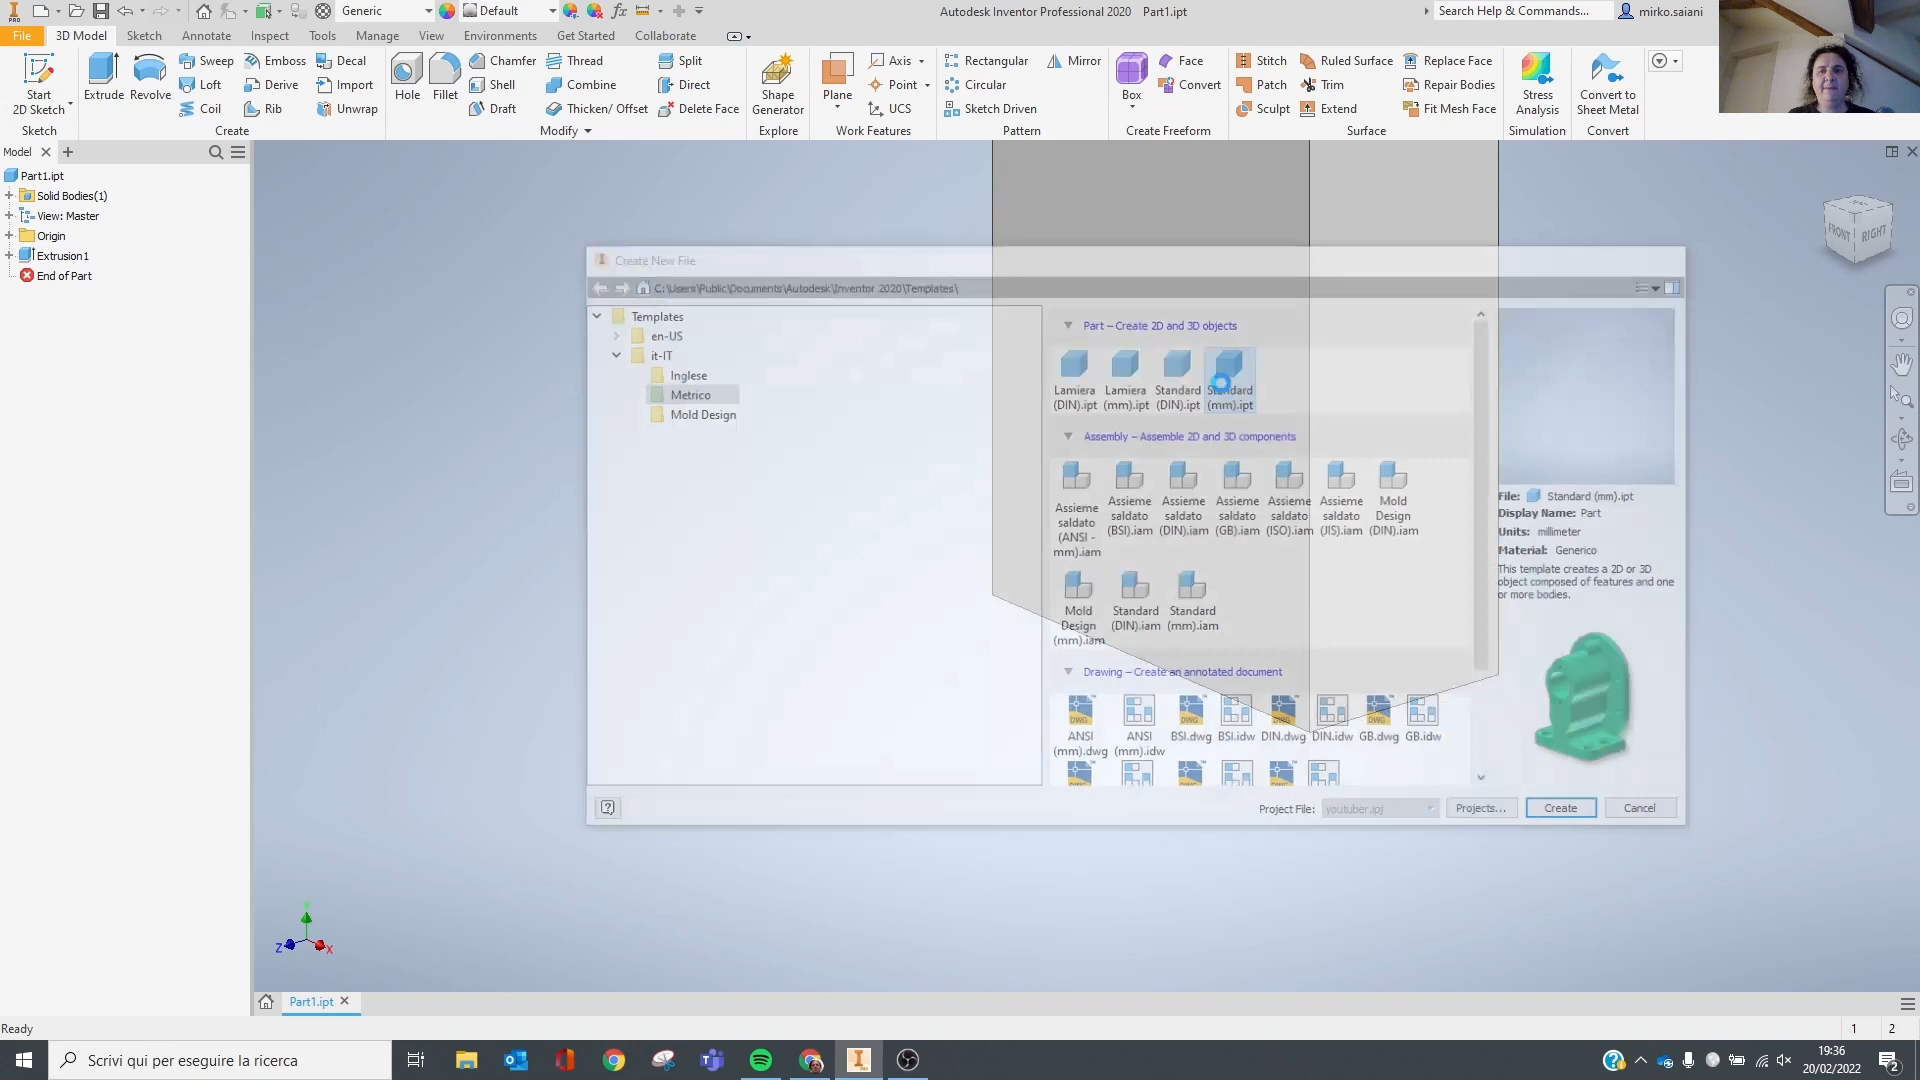 Generic
Default
Autodesk Inventor Professional 2020 Part1.ipt
Search Help & Commands...
mirko.saiani
File 3D Model Sketch Annotate Inspect Tools Manage View Environments Get Started Collaborate
Start
2D Sketch
Sketch
Extrude
Revolve
Sweep
Loft
Coil
Emboss
Derive
Rib
Decal
Import
Unwrap
Create
Hole
Fillet
Chamfer
Shell
Draft
Thread
Combine
Thicken/ Offset
Split
Direct
Delete Face
Modify
Shape
Generator
Explore
Plane
Axis
Point
UCS
Work Features
Rectangular
Circular
Sketch Driven
Mirror
Pattern
Box
Face
Convert
Create Freeform
Stitch
Patch
Sculpt
Ruled Surface
Trim
Extend
Replace Face
Repair Bodies
Fit Mesh Face
Surface
Stress
Analysis
Simulation
Convert to
Sheet Metal
Convert
Model
Part1.ipt
Solid Bodies(1)
View: Master
Origin
Extrusion1
End of Part
FRONT RIGHT
Create New File
C:\Users\Public\Documents\Autodesk\Inventor 2020\Templates\
Templates
en-US
it-IT
Inglese
Metrico
Mold Design
Part – Create 2D and 3D objects
Lamiera
(DIN).ipt
Lamiera
(mm).ipt
Standard
(DIN).ipt
Standard
(mm).ipt
Assembly – Assemble 2D and 3D components
Assieme
saldato
(ANSI -
mm).iam
Assieme
saldato
(BSI).iam
Assieme
saldato
(DIN).iam
Assieme
saldato
(GB).iam
Assieme
saldato
(ISO).iam
Assieme
saldato
(JIS).iam
Mold
Design
(DIN).iam
Mold
Design
(mm).iam
Standard
(DIN).iam
Standard
(mm).iam
Drawing – Create an annotated document
ANSI
(mm).dwg
ANSI
(mm).idw
BSI.dwg
BSI.idw
DIN.dwg
DIN.idw
GB.dwg
GB.idw
File: Standard (mm).ipt
Display Name: Part
Units: millimeter
Material: Generico
This template creates a 2D or 3D
object composed of features and one
or more bodies.
Project File: youtuber.ipj
Projects...
Create
Cancel
Z
X
Part1.ipt
Ready
1 2
Scrivi qui per eseguire la ricerca
19:36
20/02/2022
2